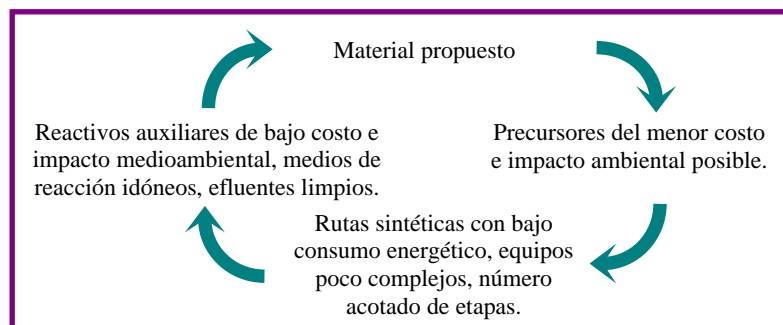 Material propuesto
Reactivos auxiliares de bajo costo e
impacto medioambiental, medios de
reacción idóneos, efluentes limpios.
Precursores del menor costo
e impacto ambiental posible.
Rutas sintéticas con bajo
consumo energético, equipos
poco complejos, número
acotado de etapas.